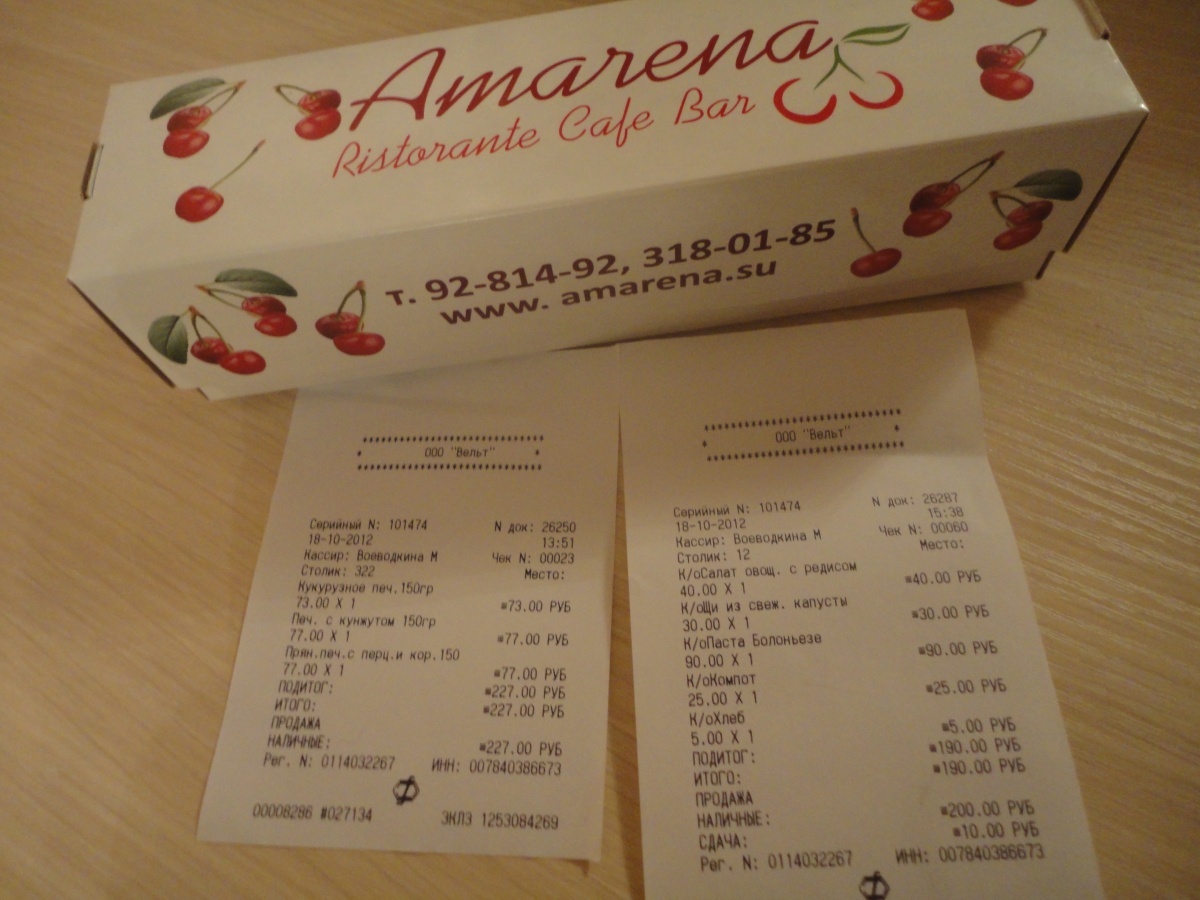 Amarena
Ristorante Cafe Bar
т. 92-814-92, 318-01-85
www. amarena.su
ООО "Вельт"
Серийный N: 101474 N док: 26250
18-10-2012 13:51
Кассир: Воеводкина М Чек N: 00023
Столик: 322 Место:
Кукурузное печ.150гр
73.00 X 1 =73.00 РУБ
Печ. с кунжутом 150гр
77.00 X 1 =77.00 РУБ
Прян.печ.с перц.и кор.150
77.00 X 1 =77.00 РУБ
ПОДИТОГ: =227.00 РУБ
ИТОГО: =227.00 РУБ
ПРОДАЖА
НАЛИЧНЫЕ: =227.00 РУБ
Рег. N: 0114032267 ИНН: 007840386673
00008286 #027134 ЭКЛЗ 1253084269
ООО "Вельт"
Серийный N: 101474 N док: 26287
18-10-2012 15:38
Кассир: Воеводкина М Чек N: 00060
Столик: 12 Место:
К/оСалат овощ. с редисом
40.00 X 1 =40.00 РУБ
К/оЩи из свеж. капусты
30.00 X 1 =30.00 РУБ
К/оПаста Болоньезе
90.00 X 1 =90.00 РУБ
К/оКомпот
25.00 X 1 =25.00 РУБ
К/оХлеб
5.00 X 1 =5.00 РУБ
ПОДИТОГ: =190.00 РУБ
ИТОГО: =190.00 РУБ
ПРОДАЖА
НАЛИЧНЫЕ: =200.00 РУБ
СДАЧА: =10.00 РУБ
Рег. N: 0114032267 ИНН: 007840386673